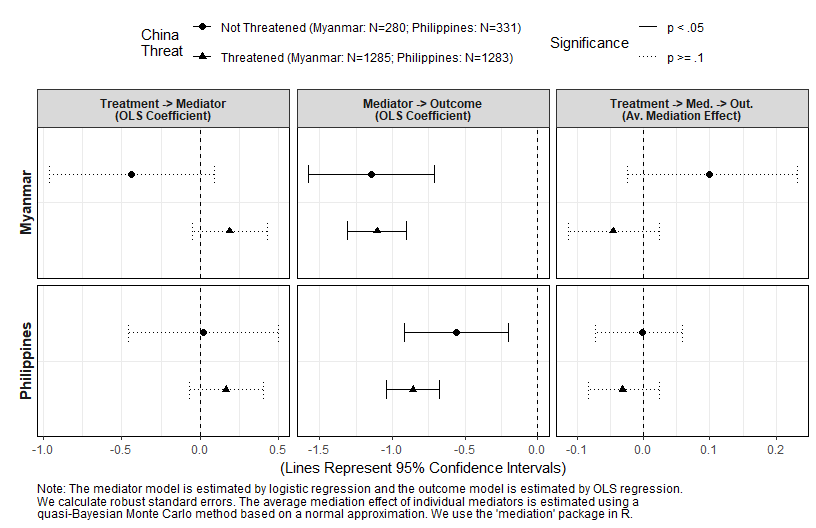 China
Threat
Not Threatened (Myanmar: N=280; Philippines: N=331)
Threatened (Myanmar: N=1285; Philippines: N=1283)
Significance
p < .05
p >= .1
Treatment -> Mediator
(OLS Coefficient)
Mediator -> Outcome
(OLS Coefficient)
Treatment -> Med. -> Out.
(Av. Mediation Effect)
Myanmar
Philippines
-1.0 -0.5 0.0 0.5
-1.5 -1.0 -0.5 0.0
-0.1 0.0 0.1 0.2
(Lines Represent 95% Confidence Intervals)
Note: The mediator model is estimated by logistic regression and the outcome model is estimated by OLS regression.
We calculate robust standard errors. The average mediation effect of individual mediators is estimated using a
quasi-Bayesian Monte Carlo method based on a normal approximation. We use the 'mediation' package in R.